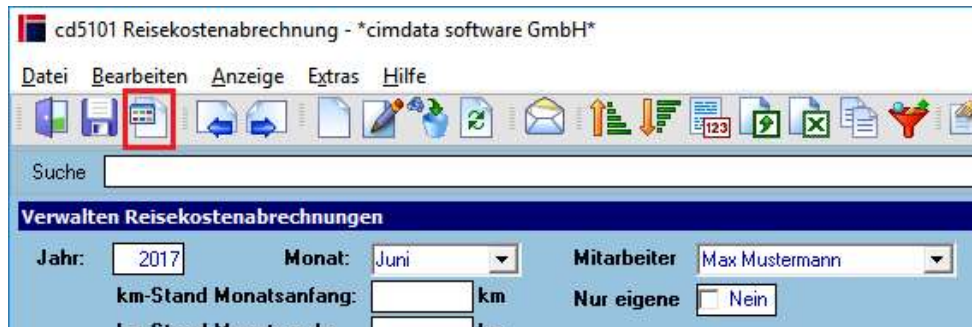 cd5101 Reisekostenabrechnung - *cimdata software GmbH*
Datei Bearbeiten Anzeige Extras Hilfe
123
Suche
Verwalten Reisekostenabrechnungen
Jahr: 2017 Monat: Juni Mitarbeiter Max Mustermann
km-Stand Monatsanfang: km Nur eigene Nein